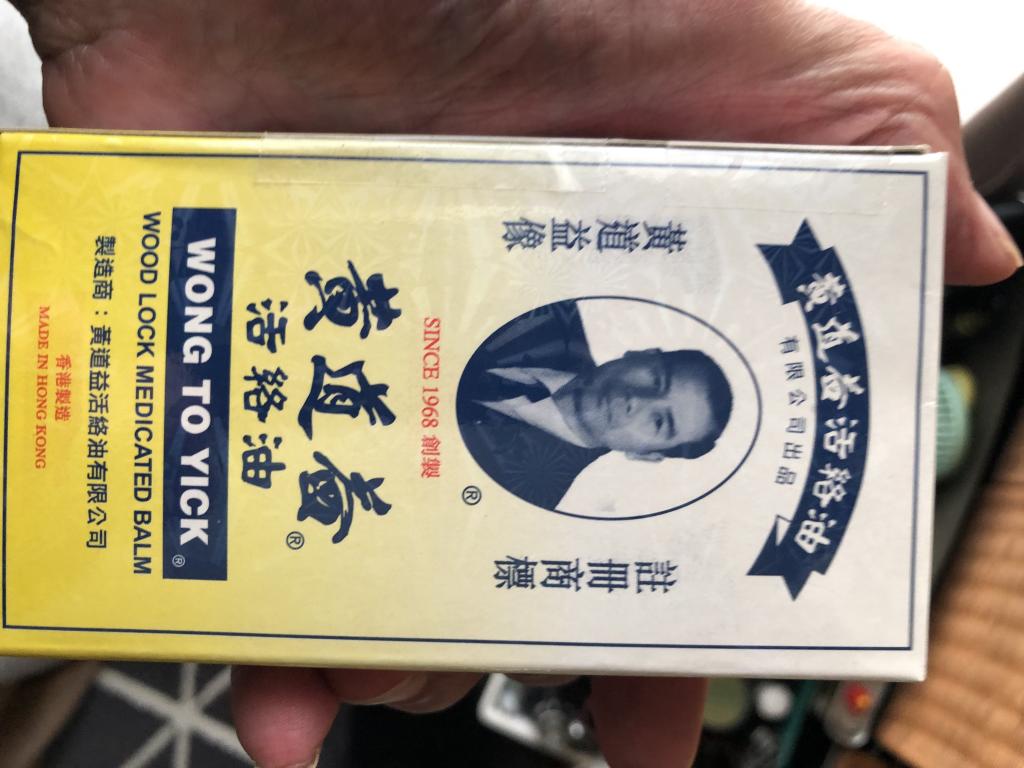 黃道益活絡油
有限公司出品
黃道益像
註冊商標
®
SINCE 1968 創製
黃道益®
活絡油
WONG TO YICK®
WOOD LOCK MEDICATED BALM
製造商：黃道益活絡油有限公司
香港製造
MADE IN HONG KONG